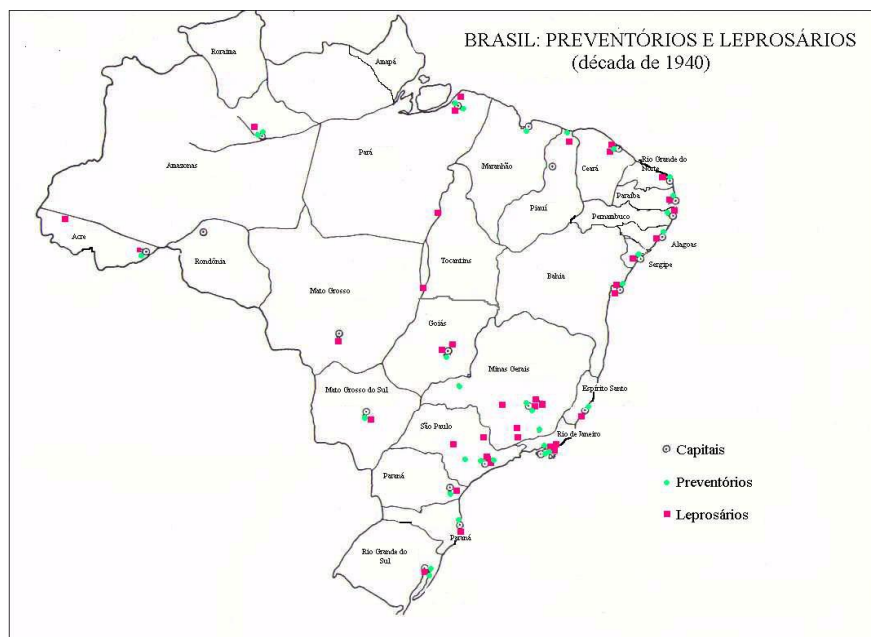 BRASIL: PREVENTÓRIOS E LEPROSÁRIOS
(década de 1940)
Roraima
Amapá
Amazonas
Pará
Maranhão
Ceará
Rio Grande do
Norte
Paraíba
Piauí
Pernambuco
Alagoas
Sergipe
Acre
Rondônia
Tocantins
Bahia
Mato Grosso
Goiás
Minas Gerais
Espírito Santo
Mato Grosso do Sul
São Paulo
Rio de Janeiro
Paraná
Paraná
Rio Grande do
Sul
Capitais
Preventórios
Leprosários